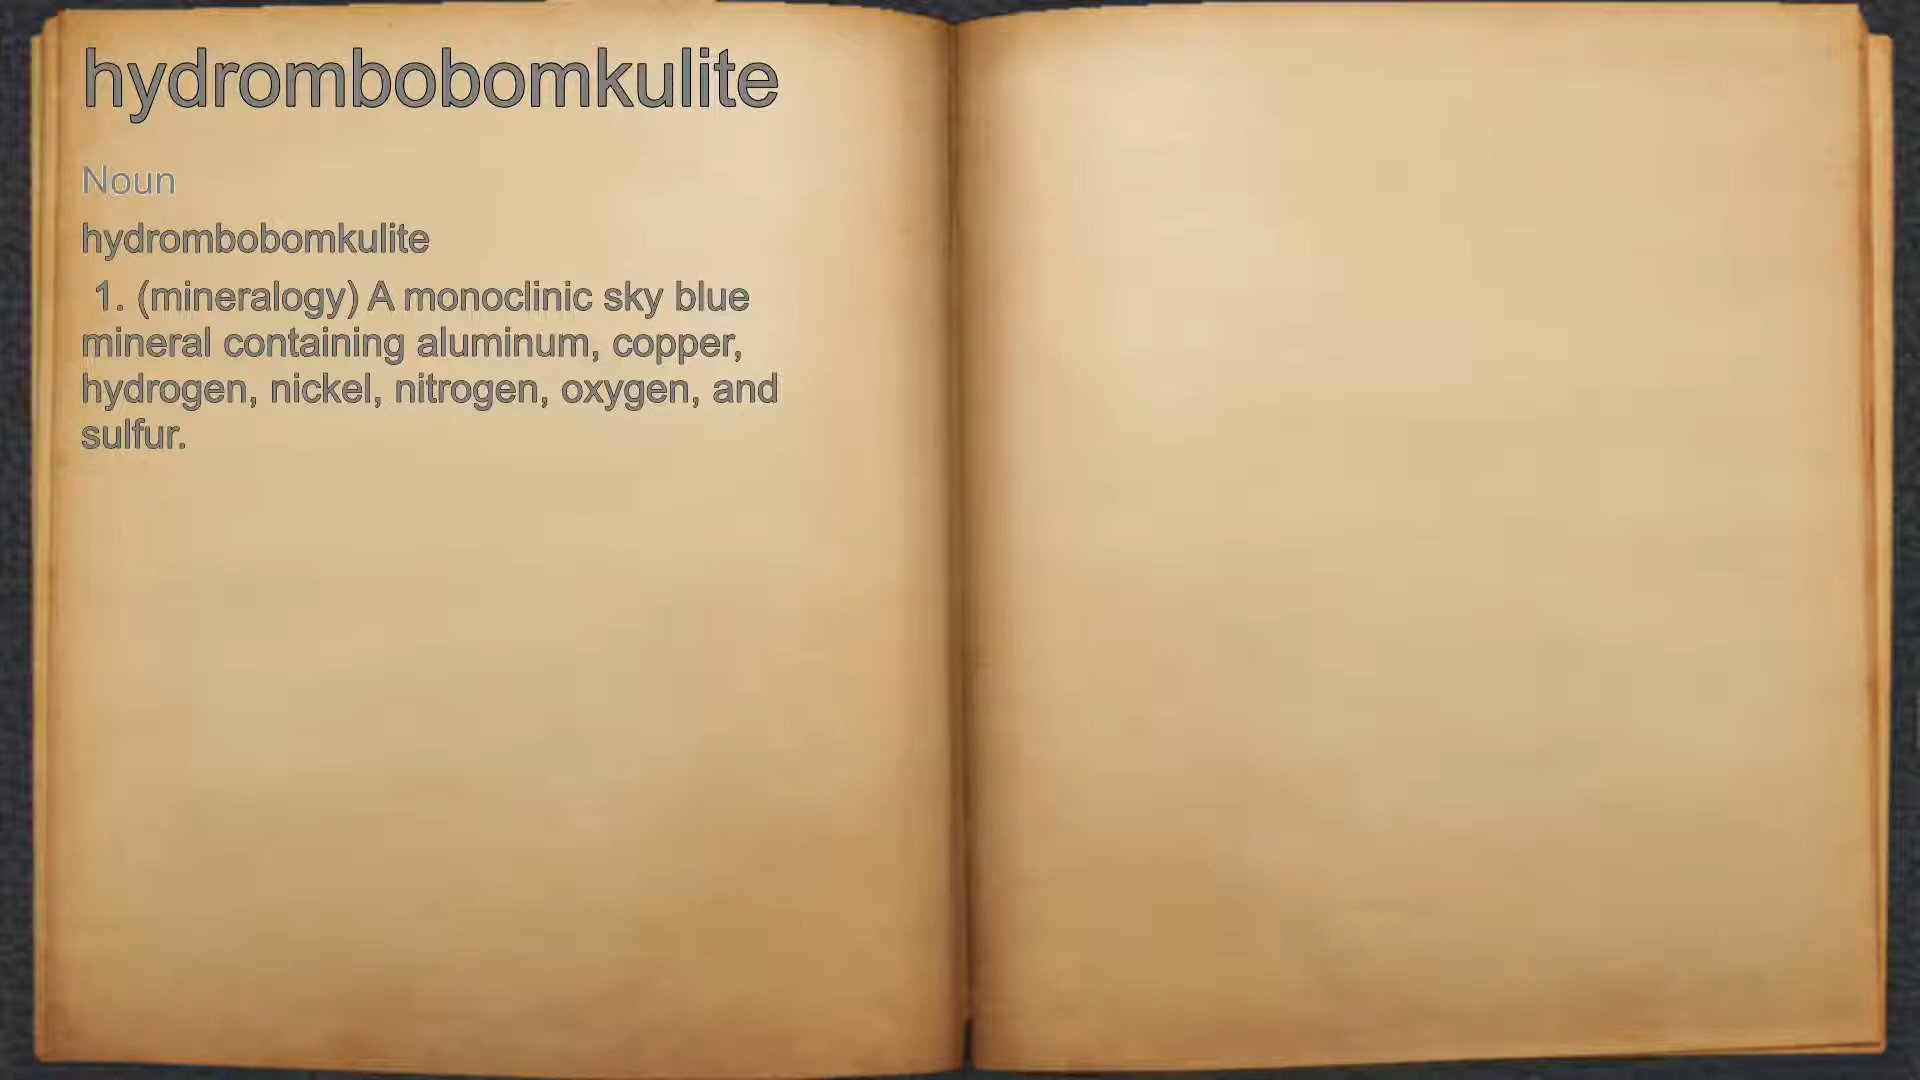 hydrombobomkulite
Noun
hydrombobomkulite
1. (mineralogy) A monoclinic sky blue
mineral containing aluminum, copper,
hydrogen, nickel, nitrogen, oxygen, and
sulfur.